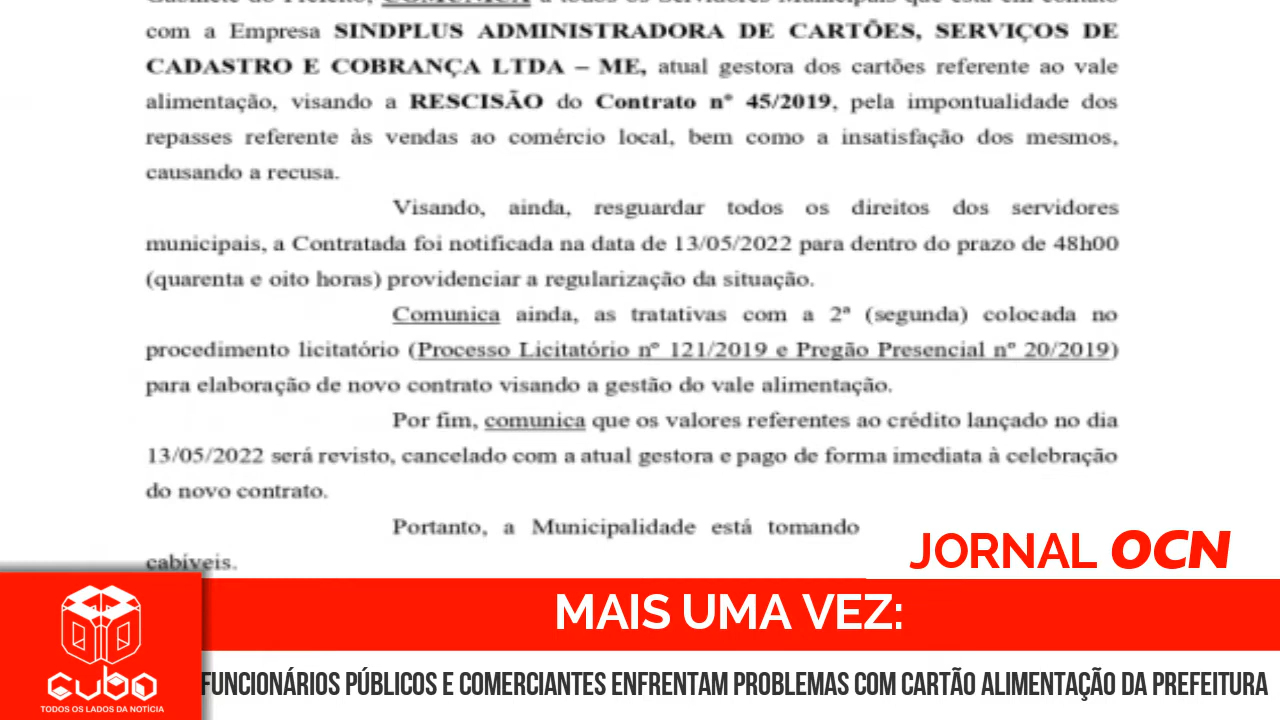 com a Empresa SINDPLUS ADMINISTRADORA DE CARTÕES, SERVIÇOS DE
CADASTRO E COBRANÇA LTDA – ME, atual gestora dos cartões referente ao vale
alimentação, visando a RESCISÃO do Contrato nº 45/2019, pela impontualidade dos
repasses referente às vendas ao comércio local, bem como a insatisfação dos mesmos,
causando a recusa.
Visando, ainda, resguardar todos os direitos dos servidores
municipais, a Contratada foi notificada na data de 13/05/2022 para dentro do prazo de 48h00
(quarenta e oito horas) providenciar a regularização da situação.
Comunica ainda, as tratativas com a 2ª (segunda) colocada no
procedimento licitatório (Processo Licitatório nº 121/2019 e Pregão Presencial nº 20/2019)
para elaboração de novo contrato visando a gestão do vale alimentação.
Por fim, comunica que os valores referentes ao crédito lançado no dia
13/05/2022 será revisto, cancelado com a atual gestora e pago de forma imediata à celebração
do novo contrato.
Portanto, a Municipalidade está tomando
cabíveis.
JORNAL OCN
MAIS UMA VEZ:
FUNCIONÁRIOS PÚBLICOS E COMERCIANTES ENFRENTAM PROBLEMAS COM CARTÃO ALIMENTAÇÃO DA PREFEITURA
CUBO
TODOS OS LADOS DA NOTÍCIA